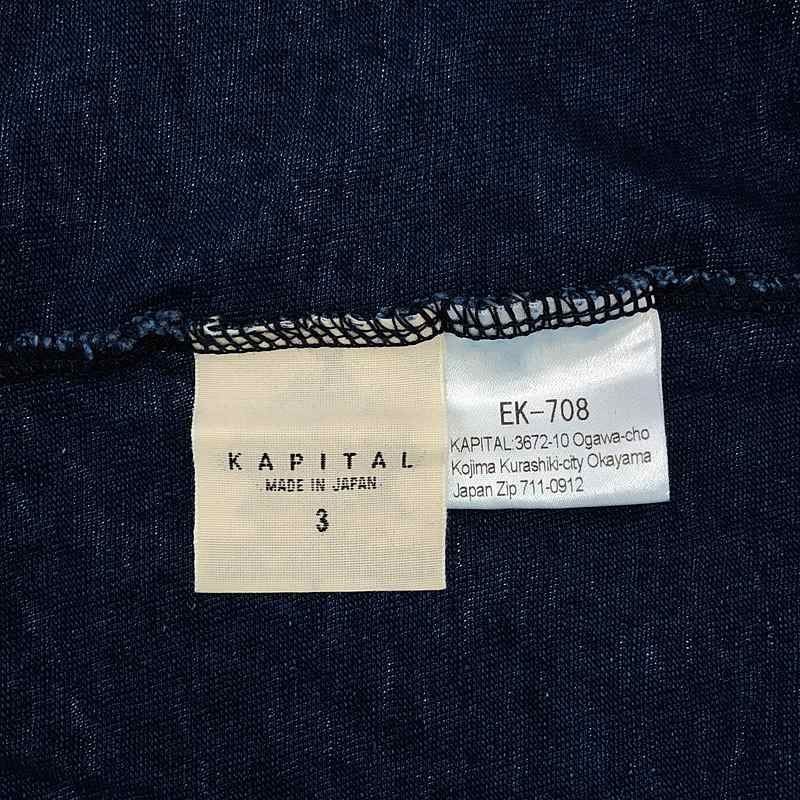 KAPITAL
MADE IN JAPAN
3
EK-708
KAPITAL:3672-10 Ogawa-cho
Kojima Kurashiki-city Okayama
Japan Zip 711-0912